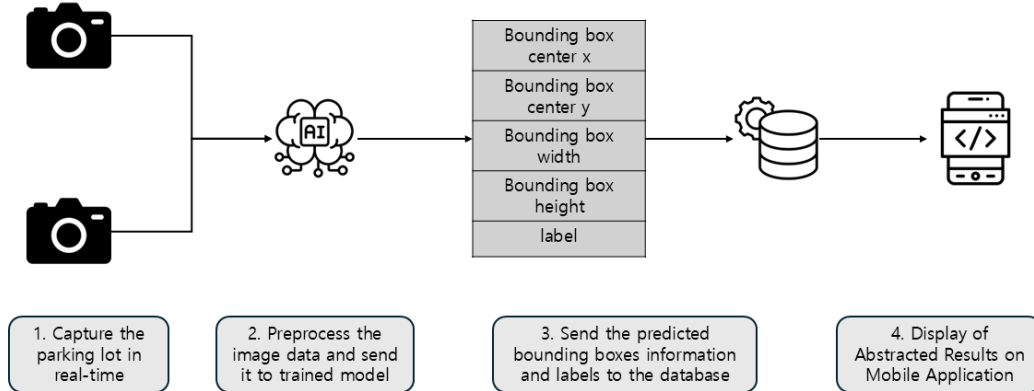 Bounding box
center x
Bounding box
center y
Bounding box
width
Bounding box
height
label
AI
</>
1. Capture the
parking lot in
real-time
2. Preprocess the
image data and send
it to trained model
3. Send the predicted
bounding boxes information
and labels to the database
4. Display of
Abstracted Results on
Mobile Application